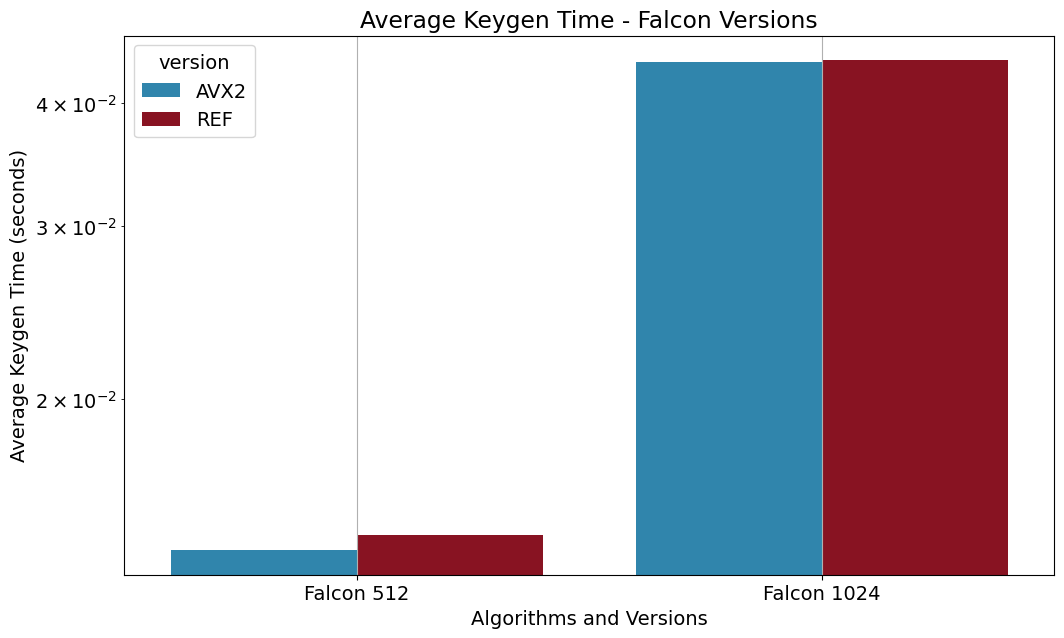 Average Keygen Time - Falcon Versions
version
AVX2
REF
4 × 10⁻²
3 × 10⁻²
2 × 10⁻²
Average Keygen Time (seconds)
Falcon 512
Falcon 1024
Algorithms and Versions